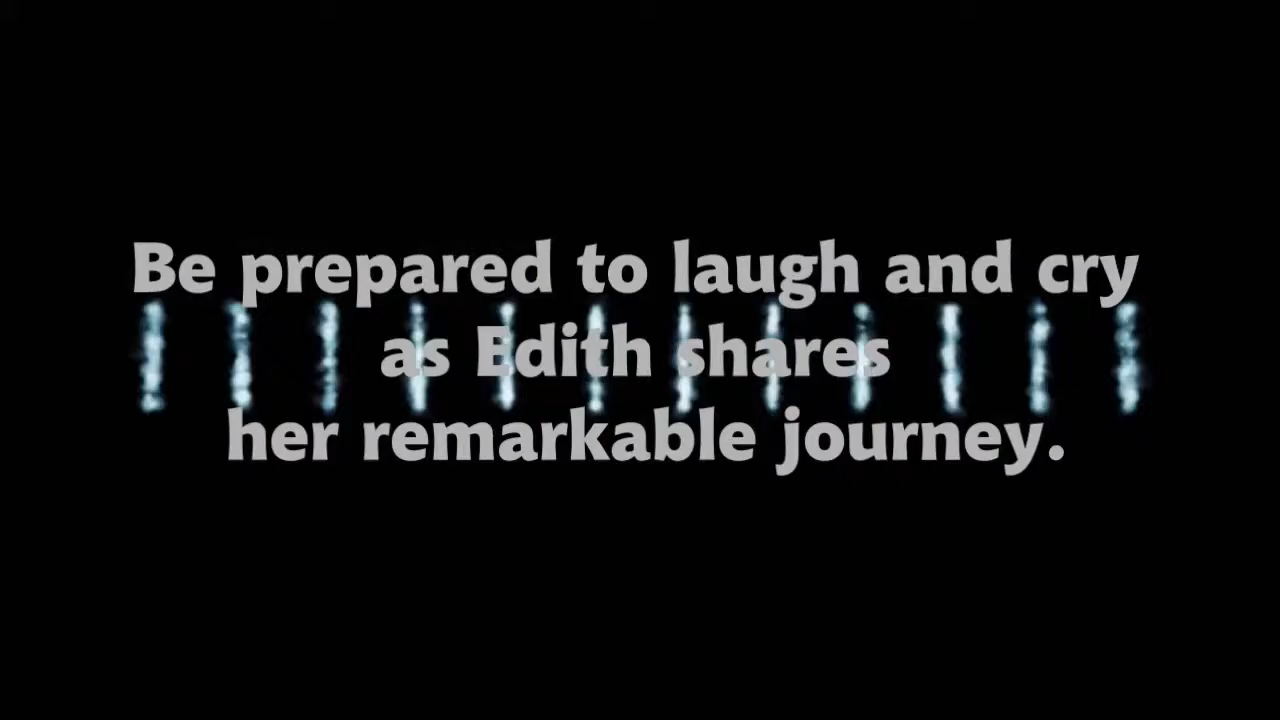 Be prepared to laugh and cry
as Edith shares
her remarkable journey.